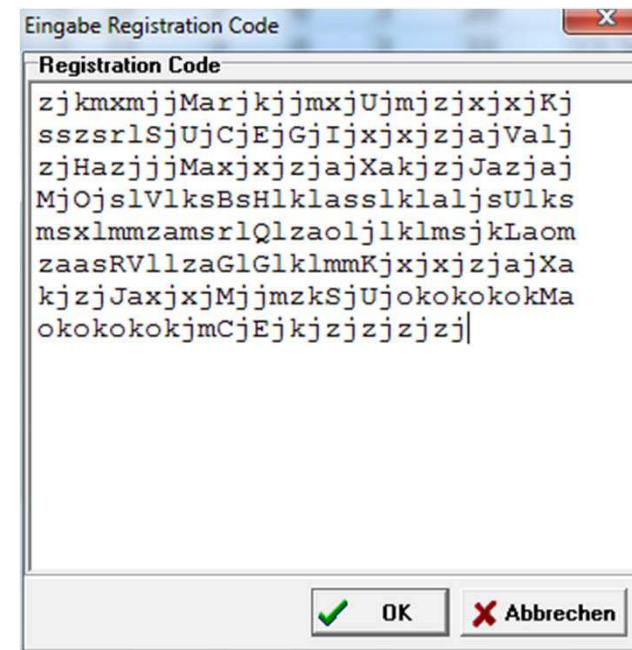 Eingabe Registration Code
Registration Code
zjkmxmjjMarjkjjmxjUjmjzjxjxjKj
sszsrlSjUjCjEjGjIjxjxjzjajValj
zjHazjjjMaxjxjzjajXakjzjJazjaj
MjOjslVlksBsHlklasslklaljsUlks
msxlmmzamsrlQlzaoljlklmsjkLaom
zaasRVllzaGlGlklmmKjxjxjzjajXa
kjzjJaxjxjMjjmzkSjUjokokokokMa
okokokokjmCjEjkjzjzjzjzj
OK
Abbrechen